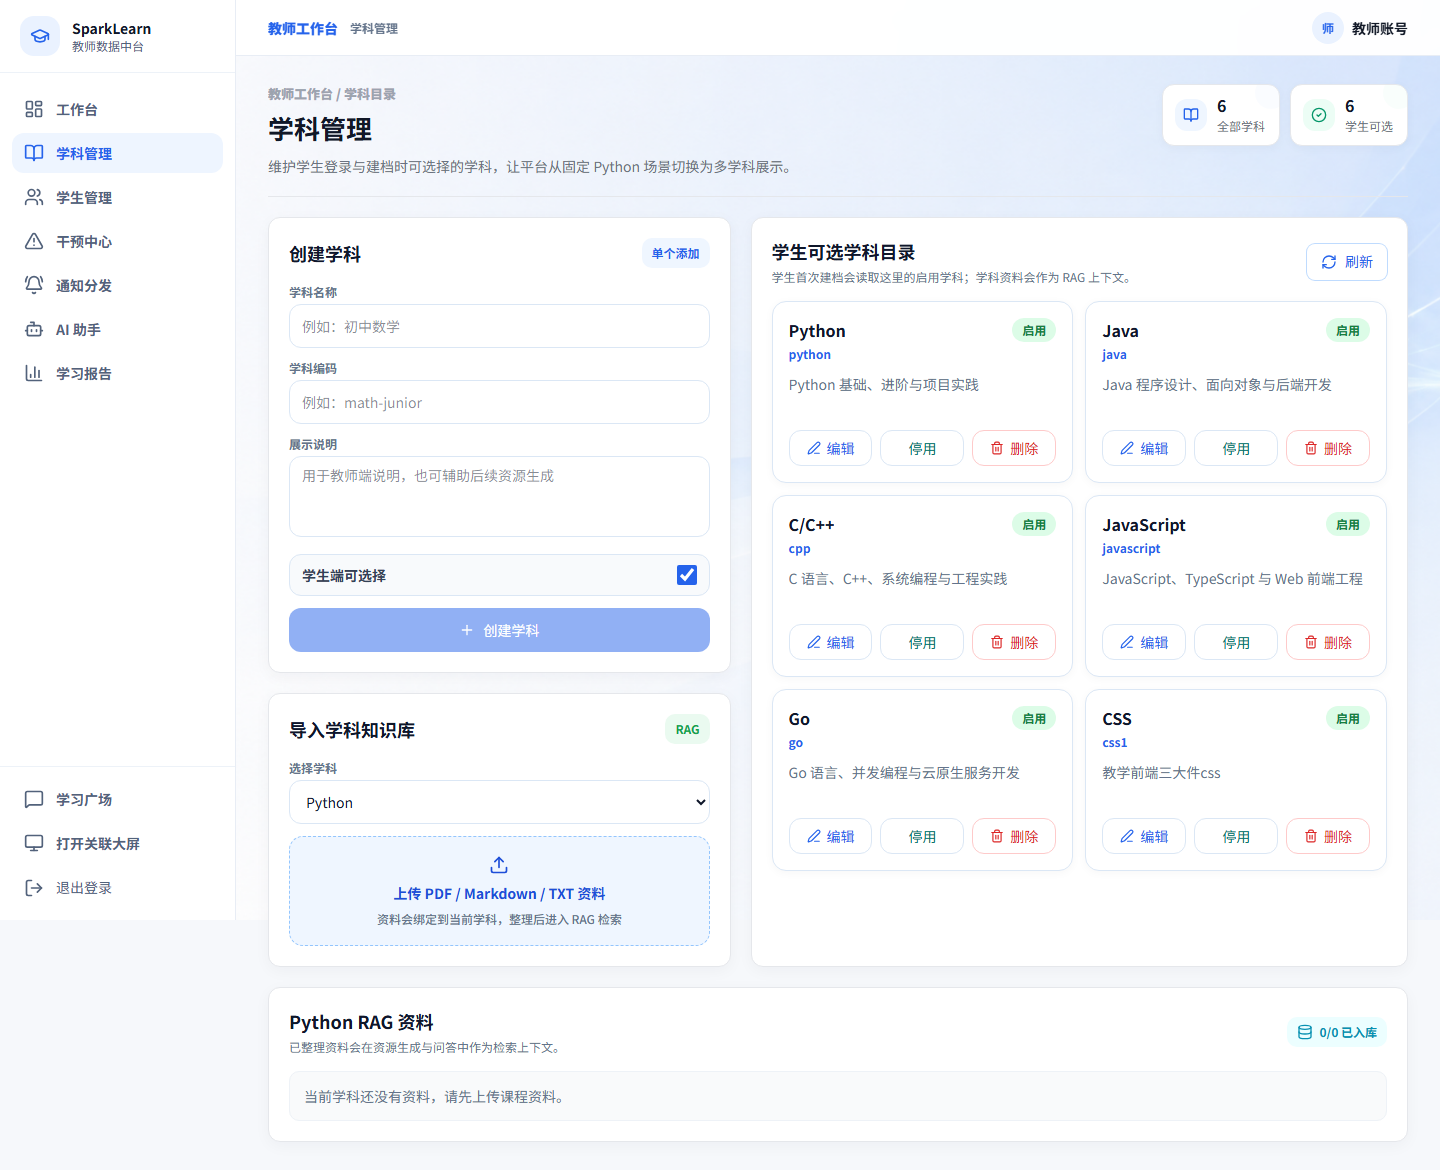 SparkLearn
教师数据中台
工作台
学科管理
学生管理
干预中心
通知分发
AI 助手
学习报告
学习广场
打开关联大屏
退出登录
教师工作台 学科管理
师 教师账号
教师工作台 / 学科目录
学科管理
维护学生登录与建档时可选择的学科，让平台从固定 Python 场景切换为多学科展示。
6
全部学科
6
学生可选
创建学科
单个添加
学科名称
例如：初中数学
学科编码
例如：math-junior
展示说明
用于教师端说明，也可辅助后续资源生成
学生端可选择
创建学科
导入学科知识库
RAG
选择学科
Python
上传 PDF / Markdown / TXT 资料
资料会绑定到当前学科，整理后进入 RAG 检索
学生可选学科目录
学生首次建档会读取这里的启用学科；学科资料会作为 RAG 上下文。
刷新
Python 启用
python
Python 基础、进阶与项目实践
编辑 停用 删除
Java 启用
java
Java 程序设计、面向对象与后端开发
编辑 停用 删除
C/C++ 启用
cpp
C 语言、C++、系统编程与工程实践
编辑 停用 删除
JavaScript 启用
javascript
JavaScript、TypeScript 与 Web 前端工程
编辑 停用 删除
Go 启用
go
Go 语言、并发编程与云原生服务开发
编辑 停用 删除
CSS 启用
css1
教学前端三大件css
编辑 停用 删除
Python RAG 资料
已整理资料会在资源生成与问答中作为检索上下文。
0/0 已入库
当前学科还没有资料，请先上传课程资料。